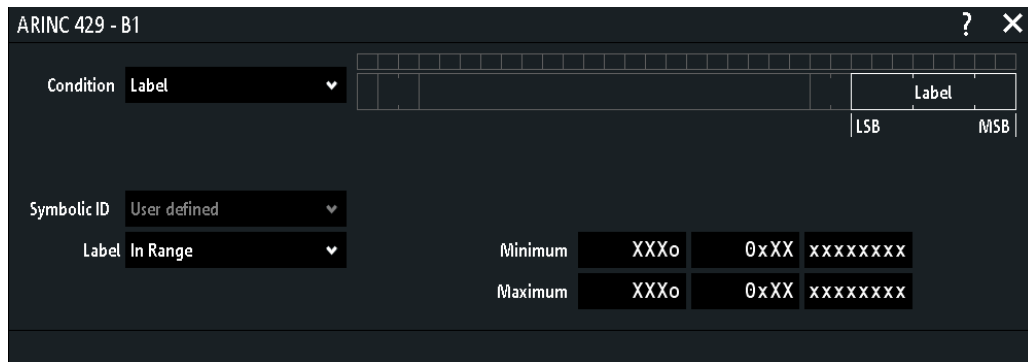 ARINC 429 - B1 ?
Condition Label
Label
LSB MSB
Symbolic ID User defined
Label In Range Minimum XXXo 0xXX xxxxxxxx
Maximum XXXo 0xXX xxxxxxxx